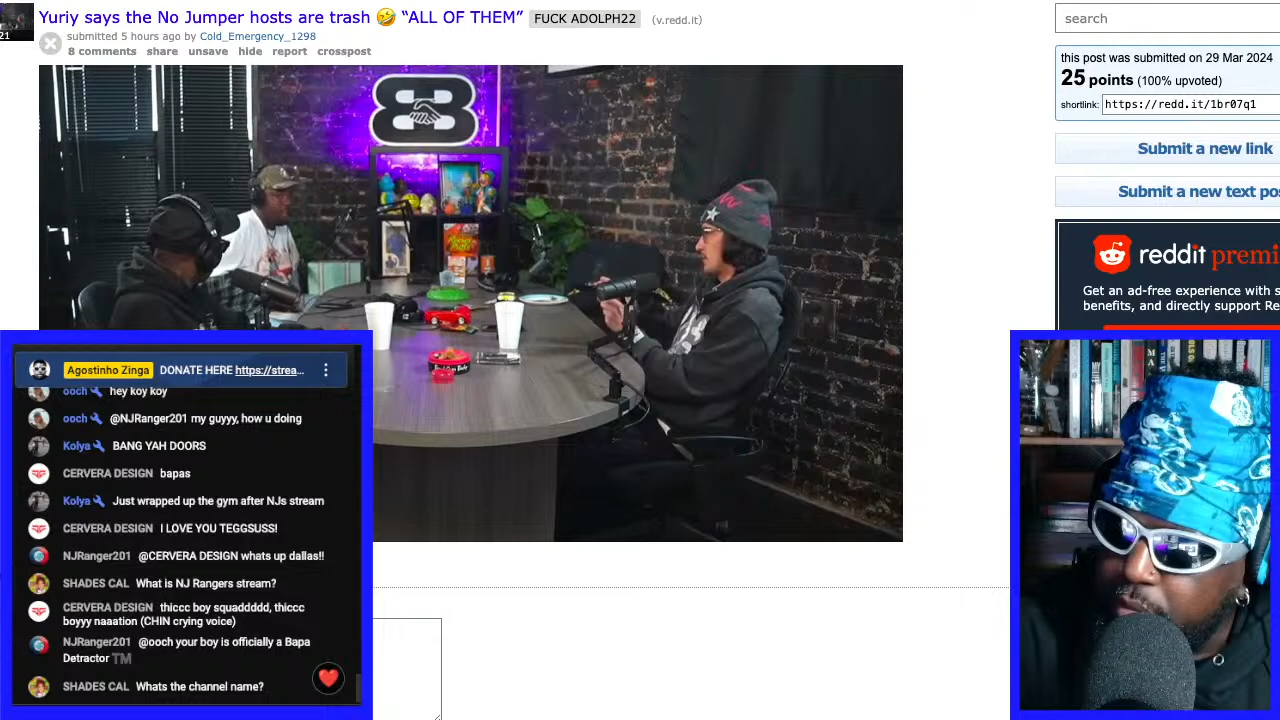 Yuriy says the No Jumper hosts are trash 🤣 “ALL OF THEM” FUCK ADOLPH22 (v.redd.it)
21
submitted 5 hours ago by Cold_Emergency_1298
8 comments share unsave hide report crosspost
search
this post was submitted on 29 Mar 2024
25 points (100% upvoted)
shortlink: https://redd.it/1br07q1
Submit a new link
Submit a new text po
reddit premi
Get an ad-free experience with s
benefits, and directly support Re
Agostinho Zinga DONATE HERE https://strea...
ooch hey koy koy
ooch @NJRanger201 my guyyy, how u doing
Kolya BANG YAH DOORS
CERVERA DESIGN bapas
Kolya Just wrapped up the gym after NJs stream
CERVERA DESIGN I LOVE YOU TEGGSUSS!
NJRanger201 @CERVERA DESIGN whats up dallas!!
SHADES CAL What is NJ Rangers stream?
CERVERA DESIGN thiccc boy squaddddd, thiccc
boyyy naaation (CHIN crying voice)
NJRanger201 @ooch your boy is officially a Bapa
Detractor ™️
SHADES CAL Whats the channel name?